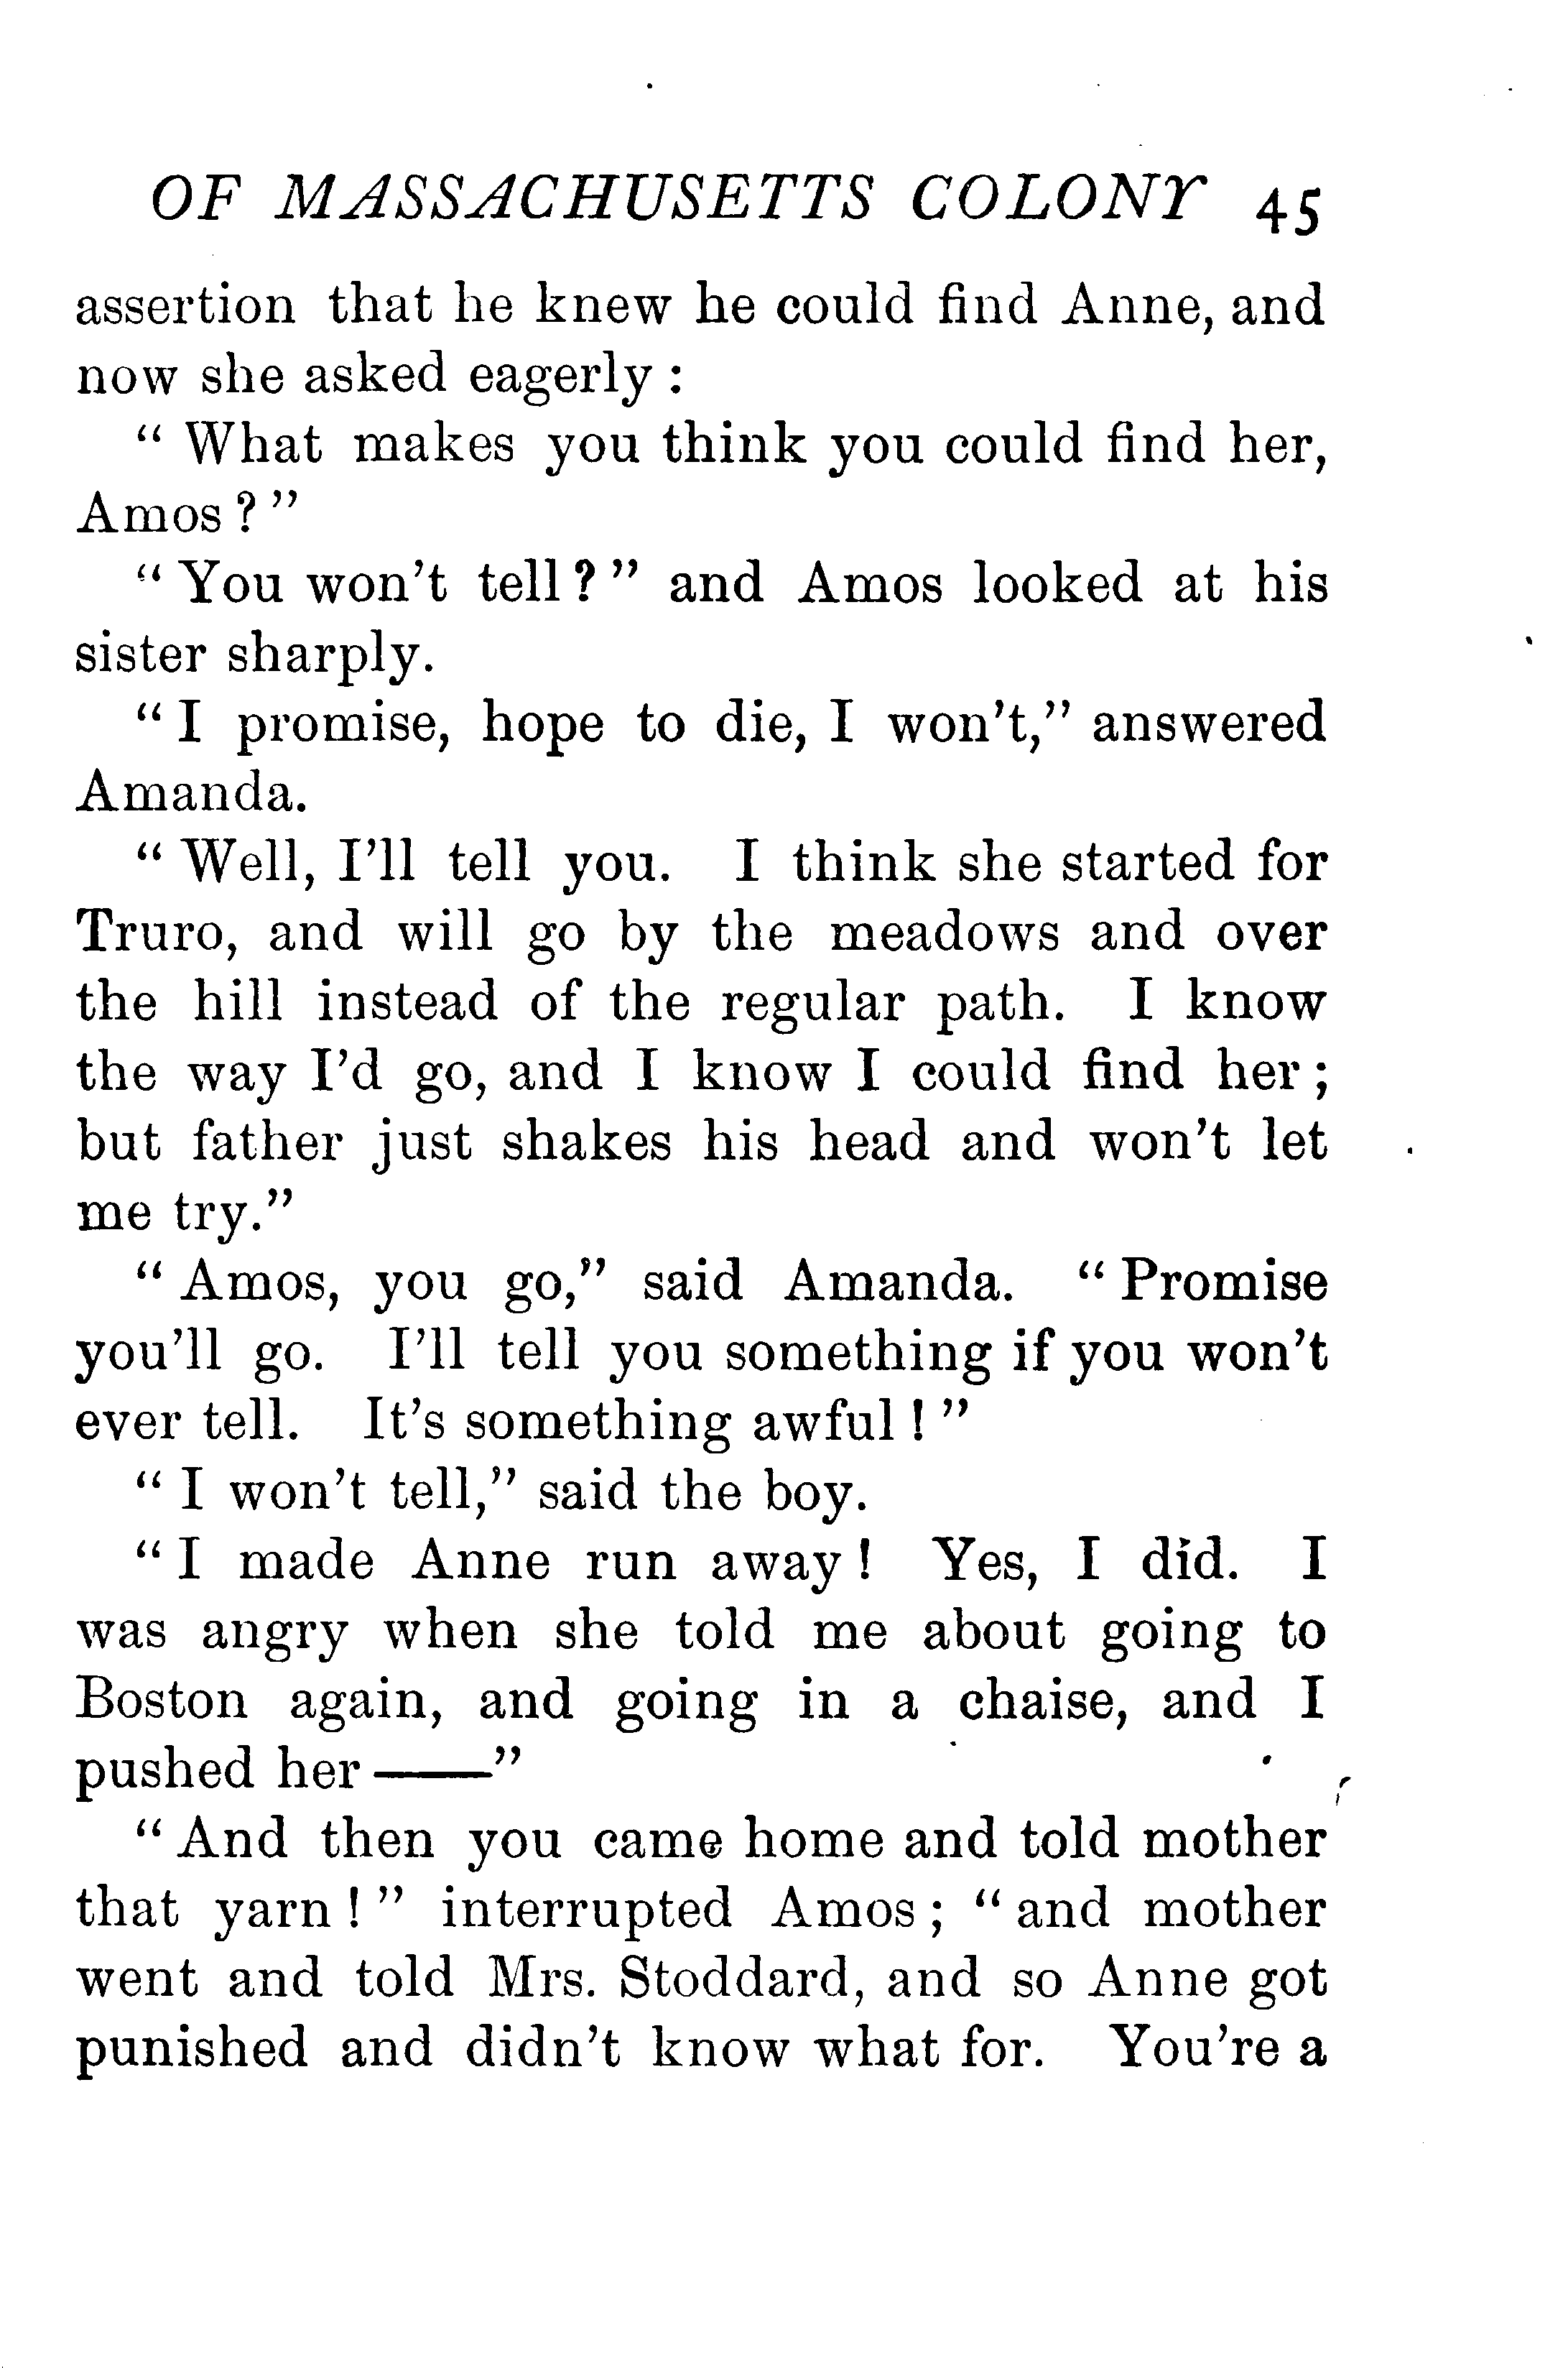 OF MASSACHUSETTS COLONY 45
assertion that he knew he could find Anne, and
now she asked eagerly :
“ What makes you think you could find her,
Amos ? ”
“ You won’t tell ? ” and Amos looked at his
sister sharply.
“ I promise, hope to die, I won’t,” answered
Amanda.
“ Well, I’ll tell you. I think she started for
Truro, and will go by the meadows and over
the hill instead of the regular path. I know
the way I’d go, and I know I could find her ;
but father just shakes his head and won’t let
me try.”
“ Amos, you go,” said Amanda. “ Promise
you’ll go. I’ll tell you something if you won’t
ever tell. It’s something awful ! ”
“ I won’t tell,” said the boy.
“ I made Anne run away ! Yes, I did. I
was angry when she told me about going to
Boston again, and going in a chaise, and I
pushed her ——”
“ And then you came home and told mother
that yarn ! ” interrupted Amos ; “ and mother
went and told Mrs. Stoddard, and so Anne got
punished and didn’t know what for. You’re a